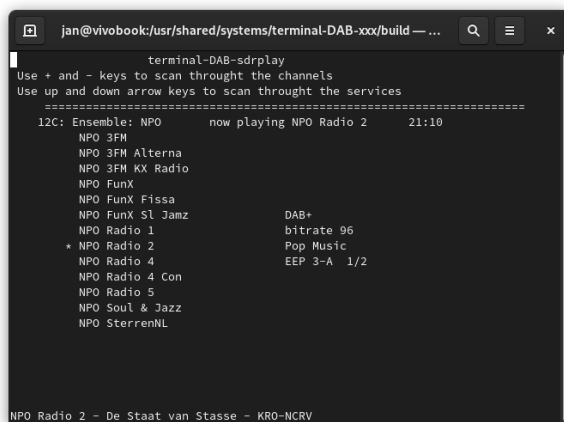 jan@vivobook:/usr/shared/systems/terminal-DAB-xxx/build — ...
terminal-DAB-sdrplay
Use + and - keys to scan throught the channels
Use up and down arrow keys to scan throught the services
======================================================================
12C: Ensemble: NPO now playing NPO Radio 2 21:10
NPO 3FM
NPO 3FM Alterna
NPO 3FM KX Radio
NPO FunX
NPO FunX Fissa
NPO FunX Sl Jamz DAB+
NPO Radio 1 bitrate 96
* NPO Radio 2 Pop Music
NPO Radio 4 EEP 3-A 1/2
NPO Radio 4 Con
NPO Radio 5
NPO Soul & Jazz
NPO SterrenNL
NPO Radio 2 - De Staat van Stasse - KRO-NCRV